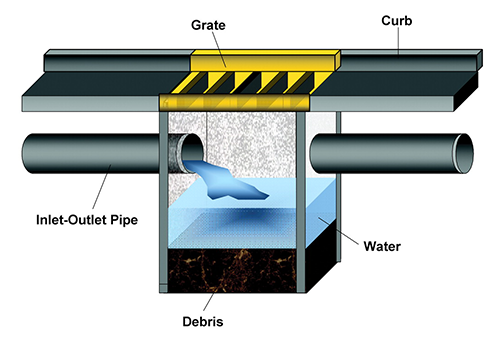 Grate
Curb
Inlet-Outlet Pipe
Water
Debris